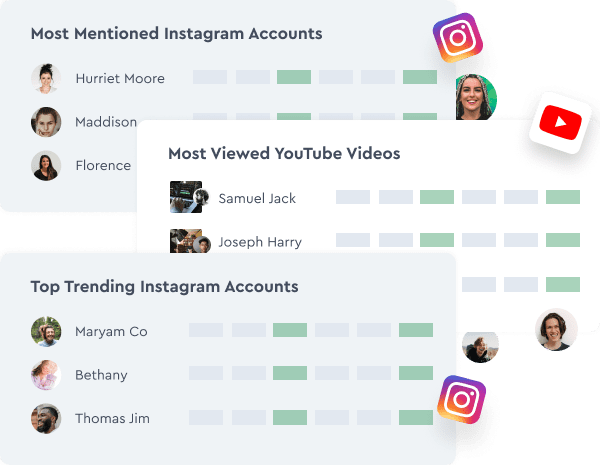 Most Mentioned Instagram Accounts
Hurriet Moore
Maddison
Florence
Most Viewed YouTube Videos
Samuel Jack
Joseph Harry
Top Trending Instagram Accounts
Maryam Co
Bethany
Thomas Jim